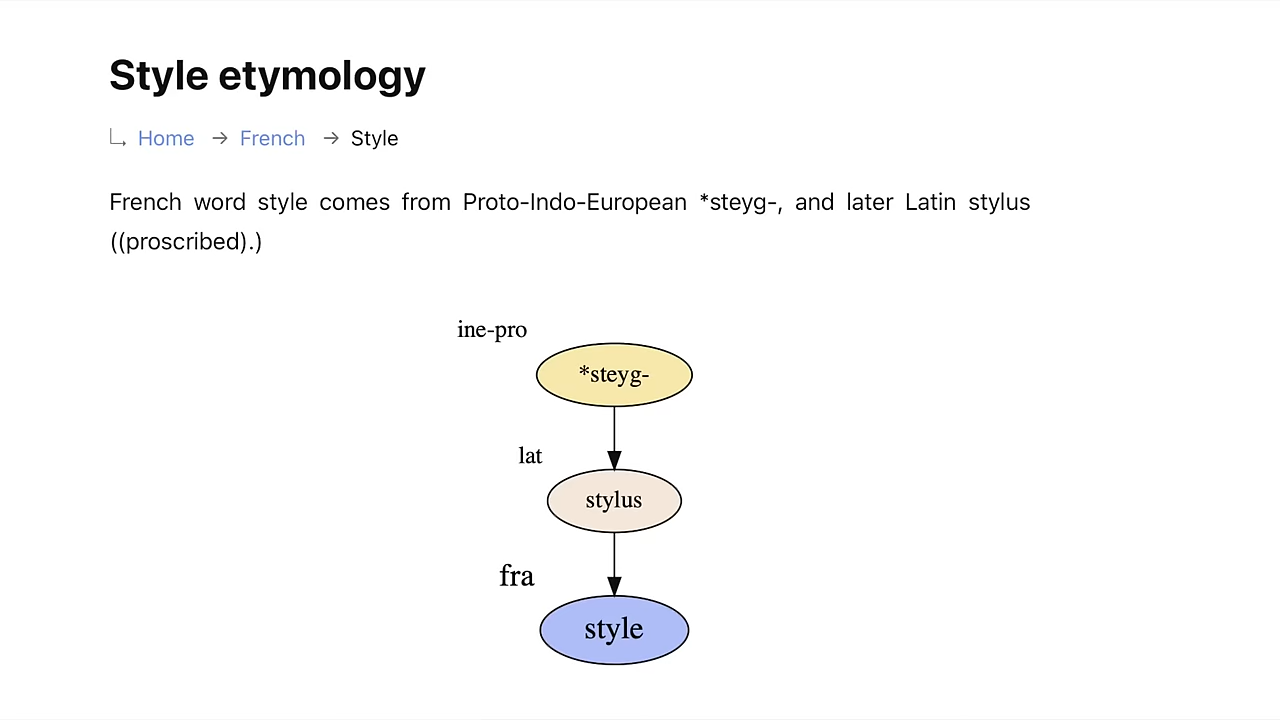 Style etymology
Home → French → Style
French word style comes from Proto-Indo-European *steyg-, and later Latin stylus
((proscribed).)
ine-pro
*steyg-
lat
stylus
fra
style